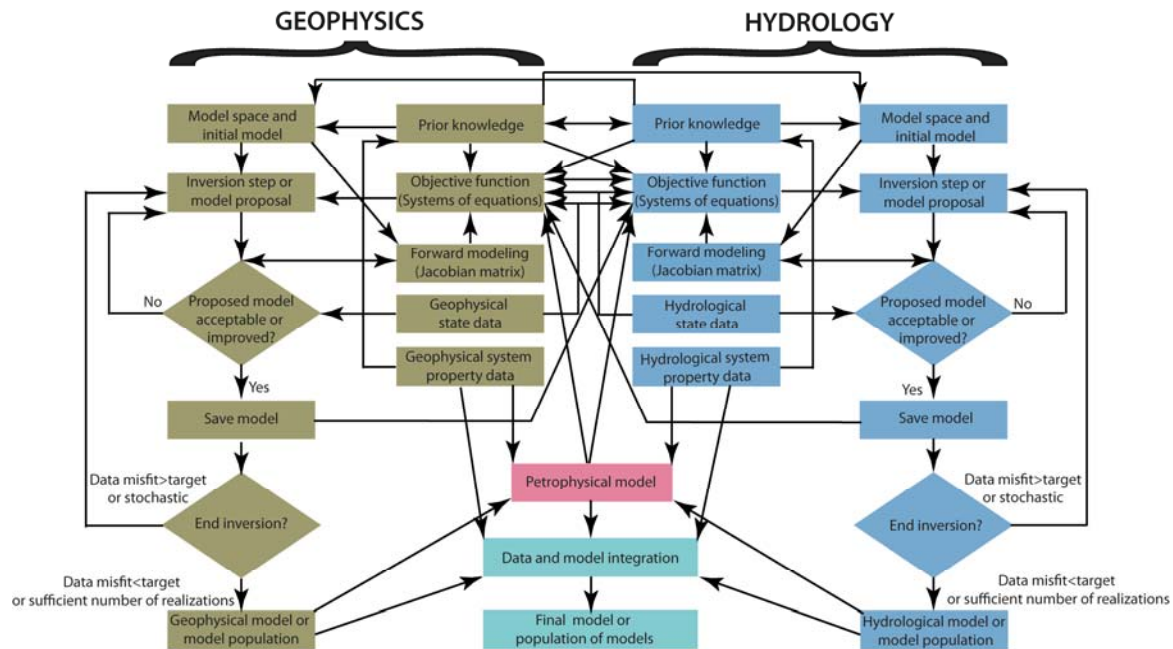 GEOPHYSICS
HYDROLOGY
Model space and
initial model
Prior knowledge
Prior knowledge
Model space and
initial model
Inversion step or
model proposal
Objective function
(Systems of equations)
Objective function
(Systems of equations)
Inversion step or
model proposal
Forward modeling
(Jacobian matrix)
Forward modeling
(Jacobian matrix)
No
Proposed model
acceptable or
improved?
Geophysical
state data
Hydrological
state data
Proposed model
acceptable or
improved?
No
Geophysical system
property data
Hydrological system
property data
Yes
Yes
Save model
Save model
Data misfit>target
or stochastic
Petrophysical model
Data misfit>target
or stochastic
End inversion?
End inversion?
Data and model integration
Data misfit<target
or sufficient number of realizations
Data misfit<target
or sufficient number of realizations
Geophysical model or
model population
Final model or
population of models
Hydrological model or
model population